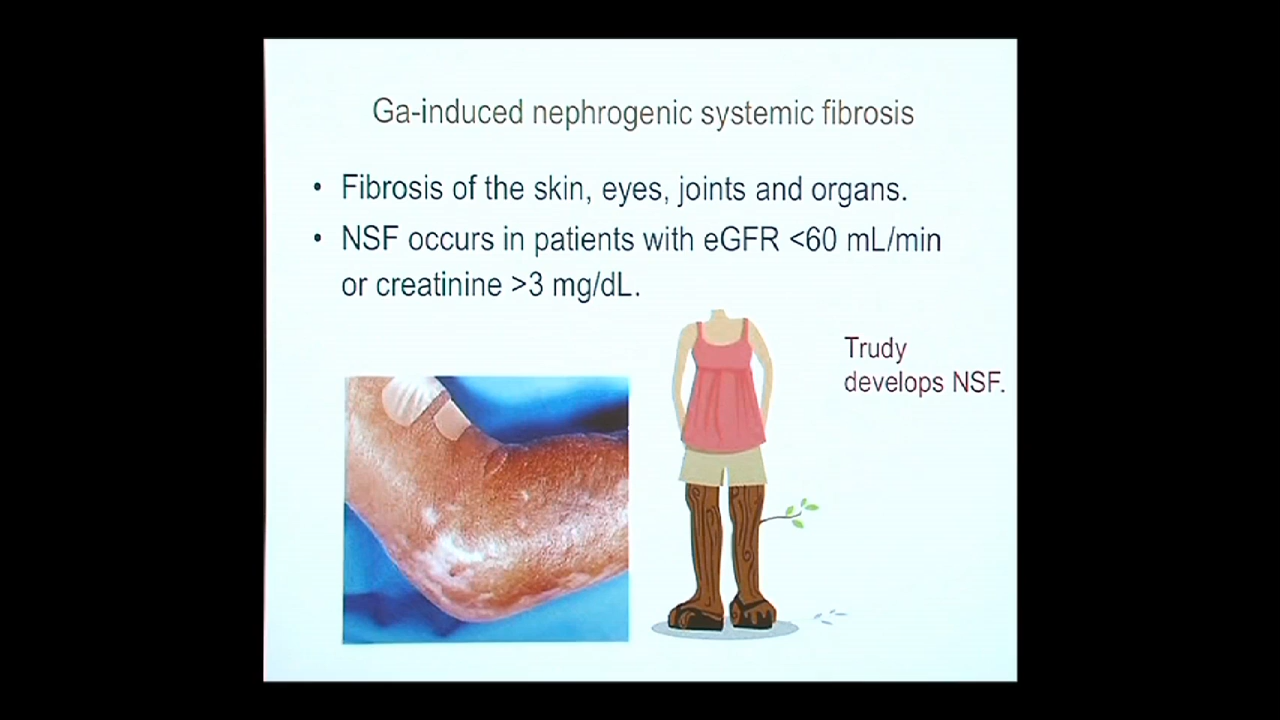 Ga-induced nephrogenic systemic fibrosis
• Fibrosis of the skin, eyes, joints and organs.
• NSF occurs in patients with eGFR <60 mL/min
or creatinine >3 mg/dL.
Trudy
develops NSF.